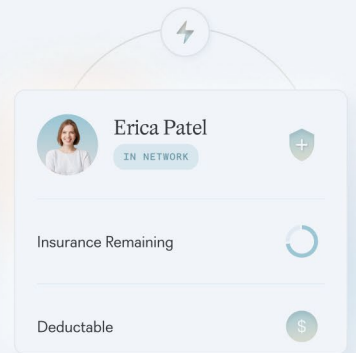 Erica Patel
IN NETWORK
Insurance Remaining
Deductable
$